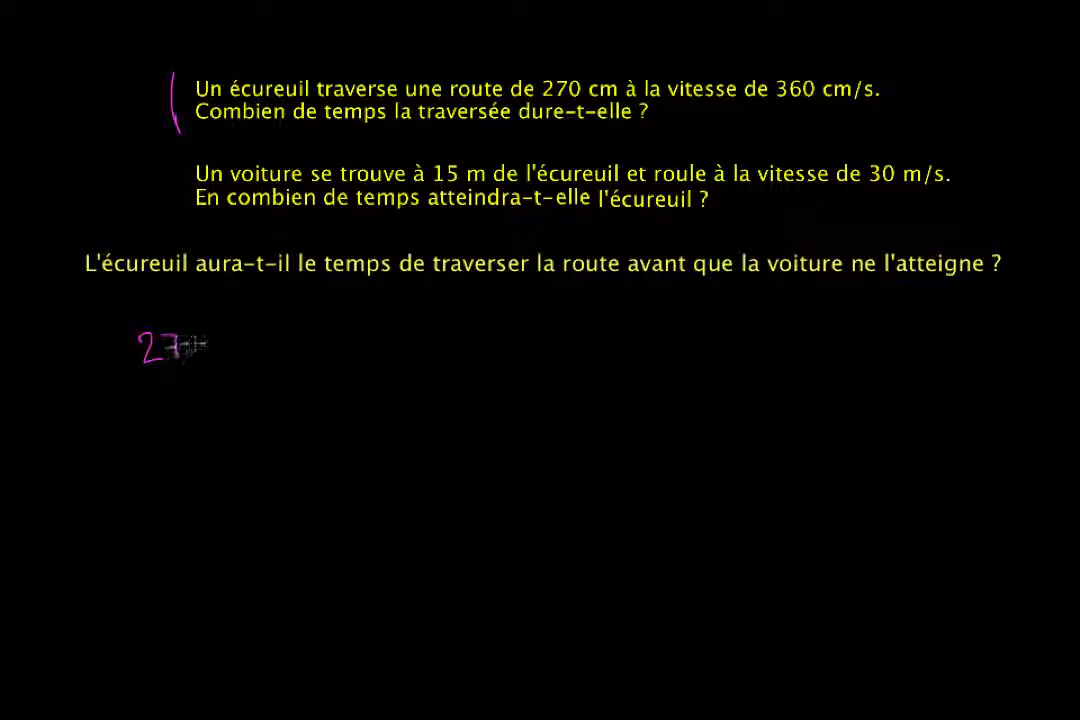 Un écureuil traverse une route de 270 cm à la vitesse de 360 cm/s.
Combien de temps la traversée dure-t-elle ?
Un voiture se trouve à 15 m de l'écureuil et roule à la vitesse de 30 m/s.
En combien de temps atteindra-t-elle l'écureuil ?
L'écureuil aura-t-il le temps de traverser la route avant que la voiture ne l'atteigne ?
27